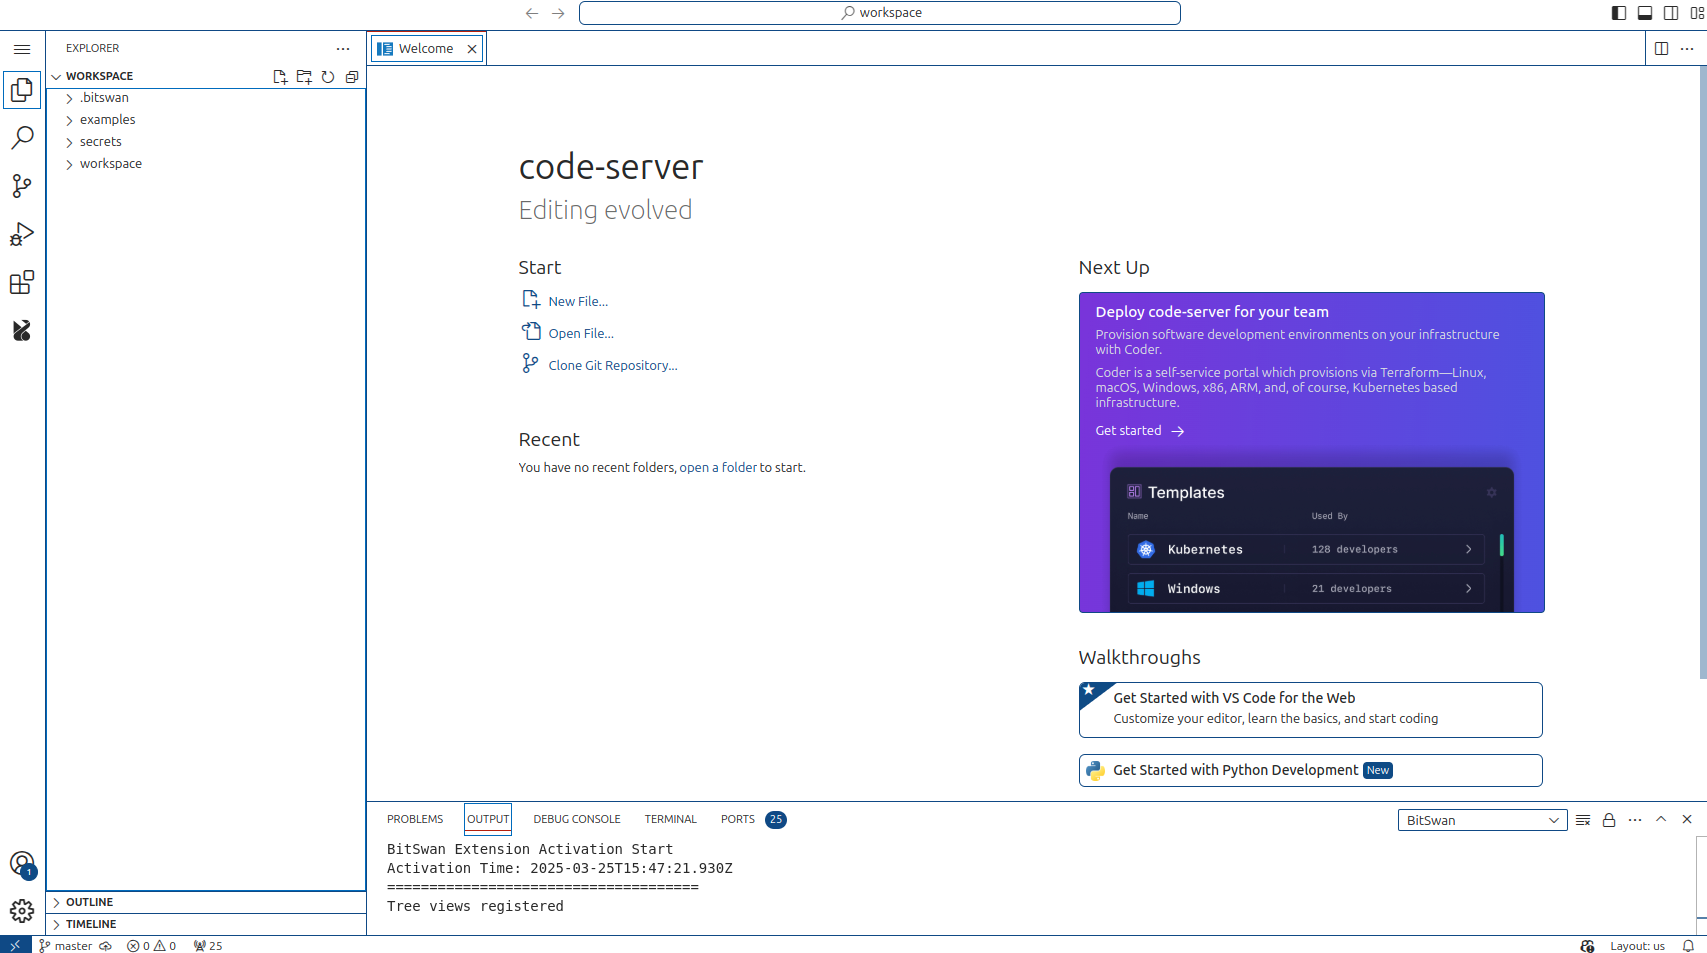 workspace
EXPLORER
WORKSPACE
.bitswan
examples
secrets
workspace
OUTLINE
TIMELINE
Welcome
code-server
Editing evolved
Start
New File...
Open File...
Clone Git Repository...
Recent
You have no recent folders, open a folder to start.
Next Up
Deploy code-server for your team
Provision software development environments on your infrastructure
with Coder.
Coder is a self-service portal which provisions via Terraform—Linux,
macOS, Windows, x86, ARM, and, of course, Kubernetes based
infrastructure.
Get started
Templates
Name Used By
Kubernetes 128 developers
Windows 21 developers
Walkthroughs
Get Started with VS Code for the Web
Customize your editor, learn the basics, and start coding
Get Started with Python Development New
PROBLEMS OUTPUT DEBUG CONSOLE TERMINAL PORTS 25 BitSwan
BitSwan Extension Activation Start
Activation Time: 2025-03-25T15:47:21.930Z
=====================================
Tree views registered
1
master 0 0 25 Layout: us